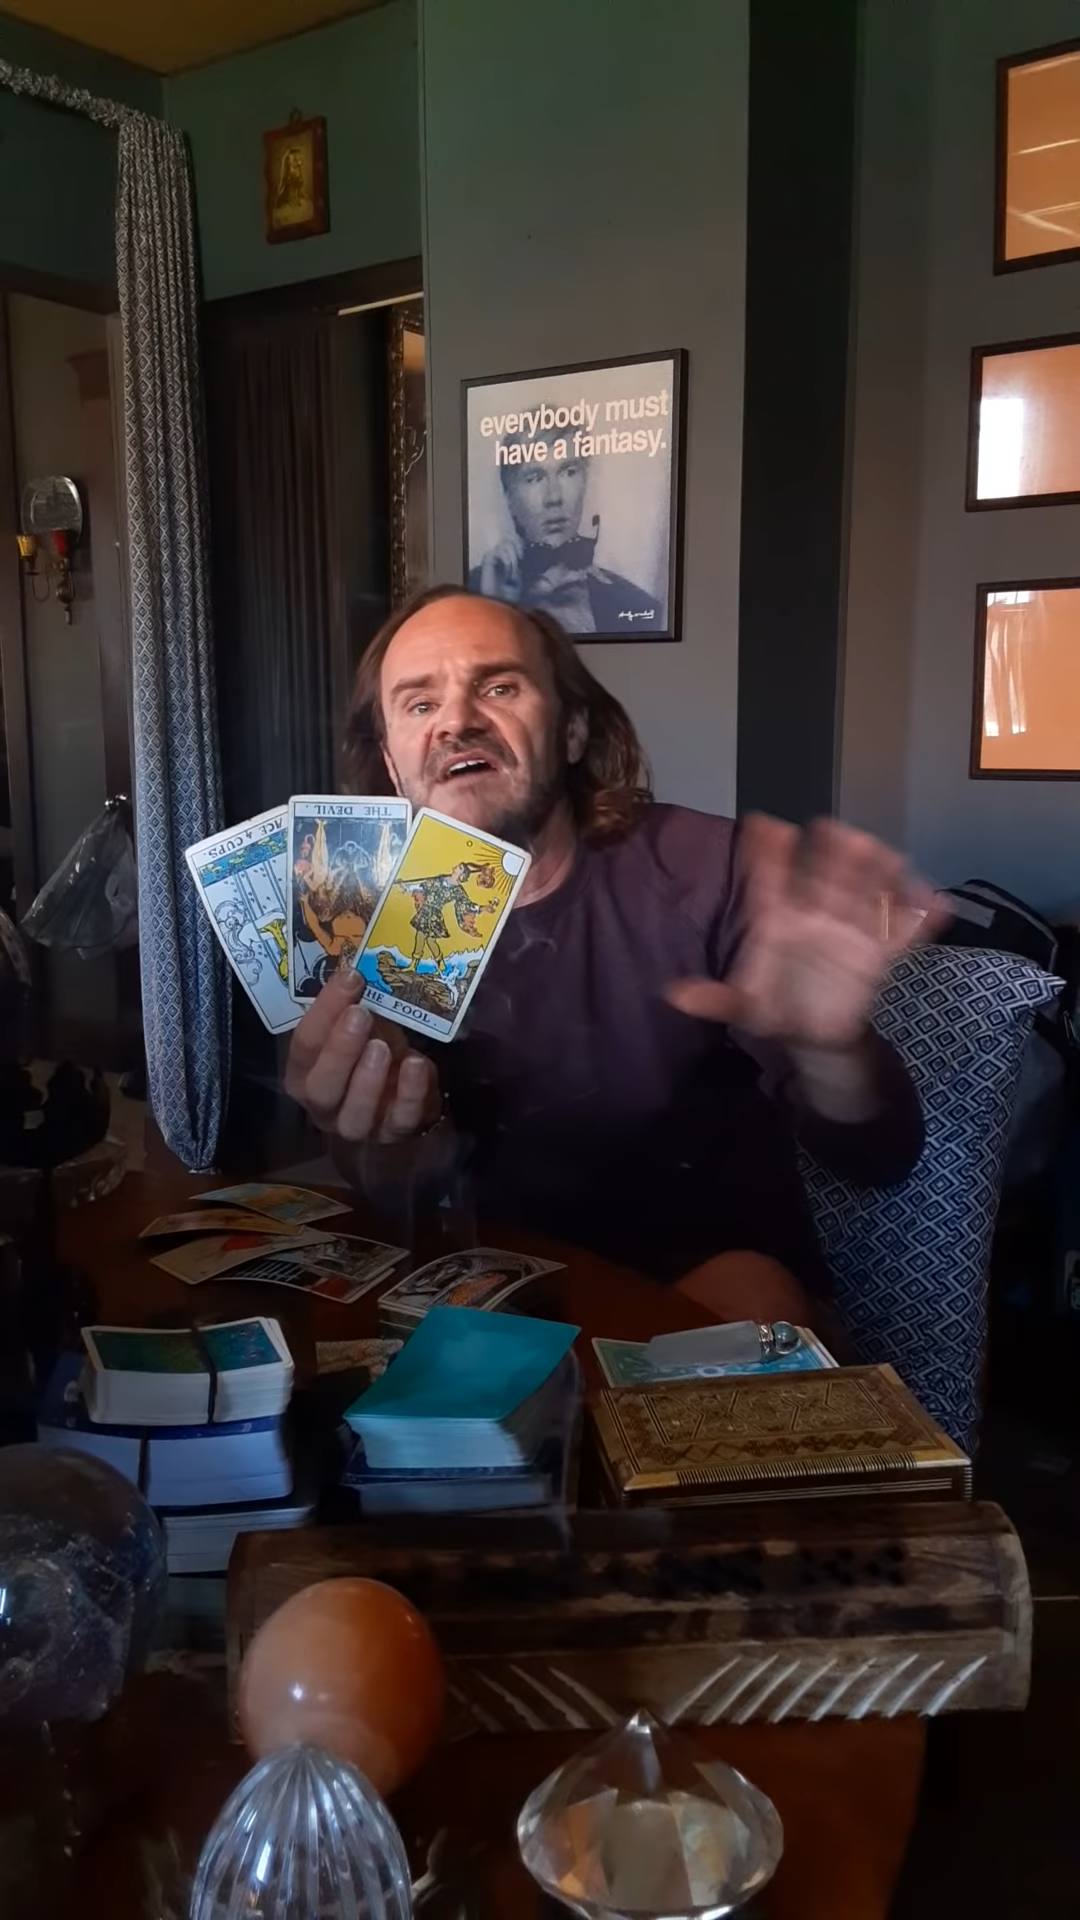 everybody must
have a fantasy.
THE DEVIL.
ACE of CUPS.
THE FOOL.